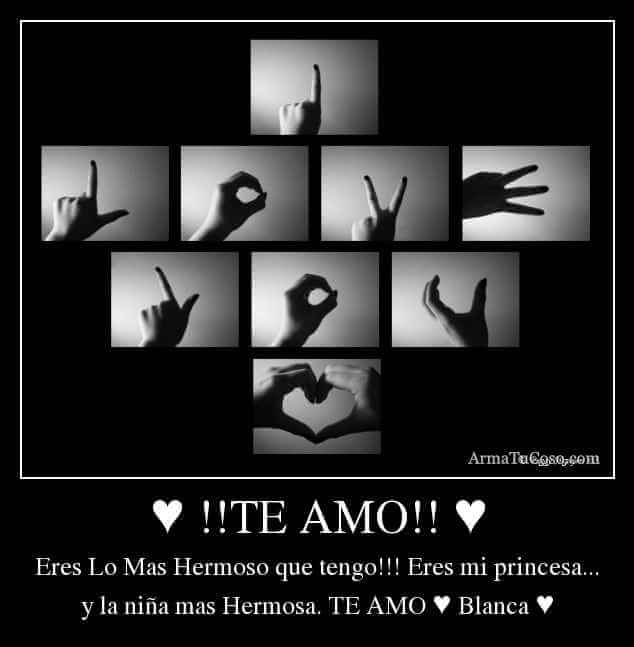 ArmaTuCoso.com
♥ !!TE AMO!! ♥
Eres Lo Mas Hermoso que tengo!!! Eres mi princesa...
y la niña mas Hermosa. TE AMO ♥ Blanca ♥